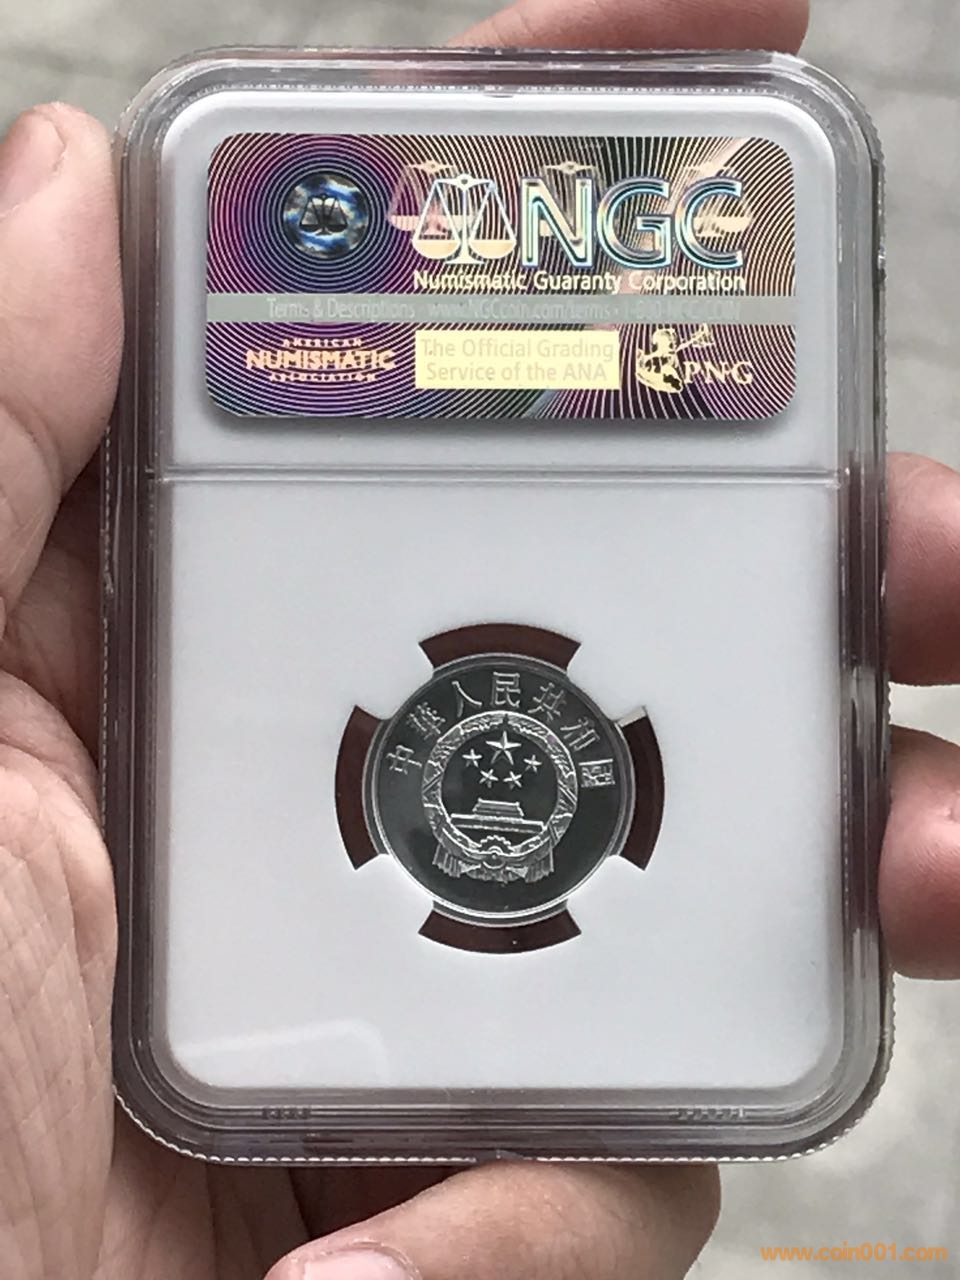 NGC
Numismatic Guaranty Corporation
Terms & Descriptions · www.NGCcoin.com/terms · 1-800-NGC-COIN
AMERICAN
NUMISMATIC
ASSOCIATION
The Official Grading
Service of the ANA
PNG
中華人民共和国
www.coin001.com